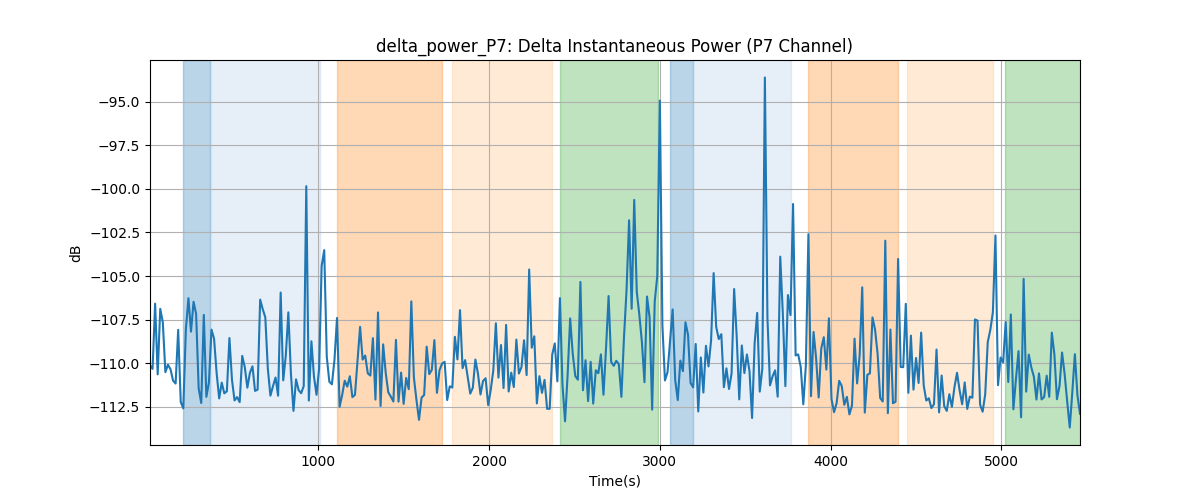 delta_power_P7: Delta Instantaneous Power (P7 Channel)
dB
−95.0
−97.5
−100.0
−102.5
−105.0
−107.5
−110.0
−112.5
1000 2000 3000 4000 5000
Time(s)